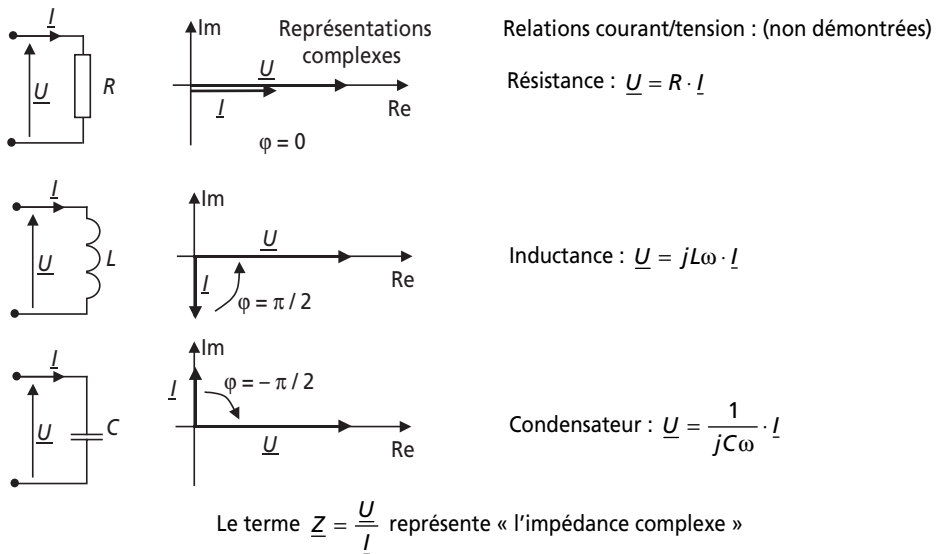 I
U
R
Im
Représentations
complexes
U
I
Re
φ = 0
Relations courant/tension : (non démontrées)
Résistance : U = R · I
I
U
L
Im
U
Re
I
φ = π / 2
Inductance : U = jLω · I
I
U
C
Im
I
φ = – π / 2
U
Re
Condensateur : U = 1/(jCω) · I
Le terme Z = U/I représente « l'impédance complexe »